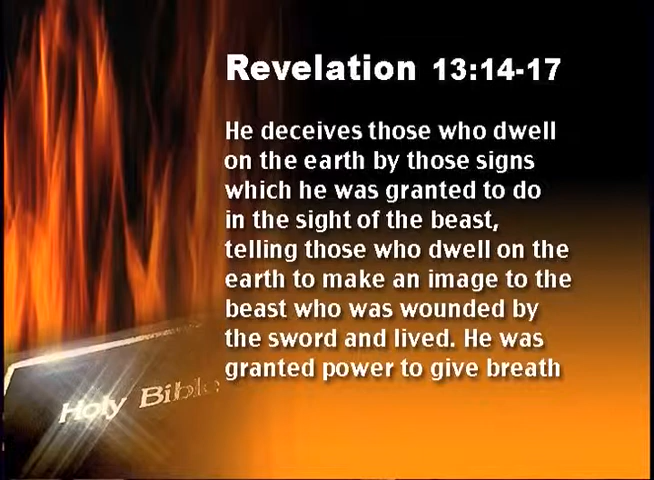 Revelation 13:14-17
He deceives those who dwell
on the earth by those signs
which he was granted to do
in the sight of the beast,
telling those who dwell on the
earth to make an image to the
beast who was wounded by
the sword and lived. He was
granted power to give breath
Holy Bible